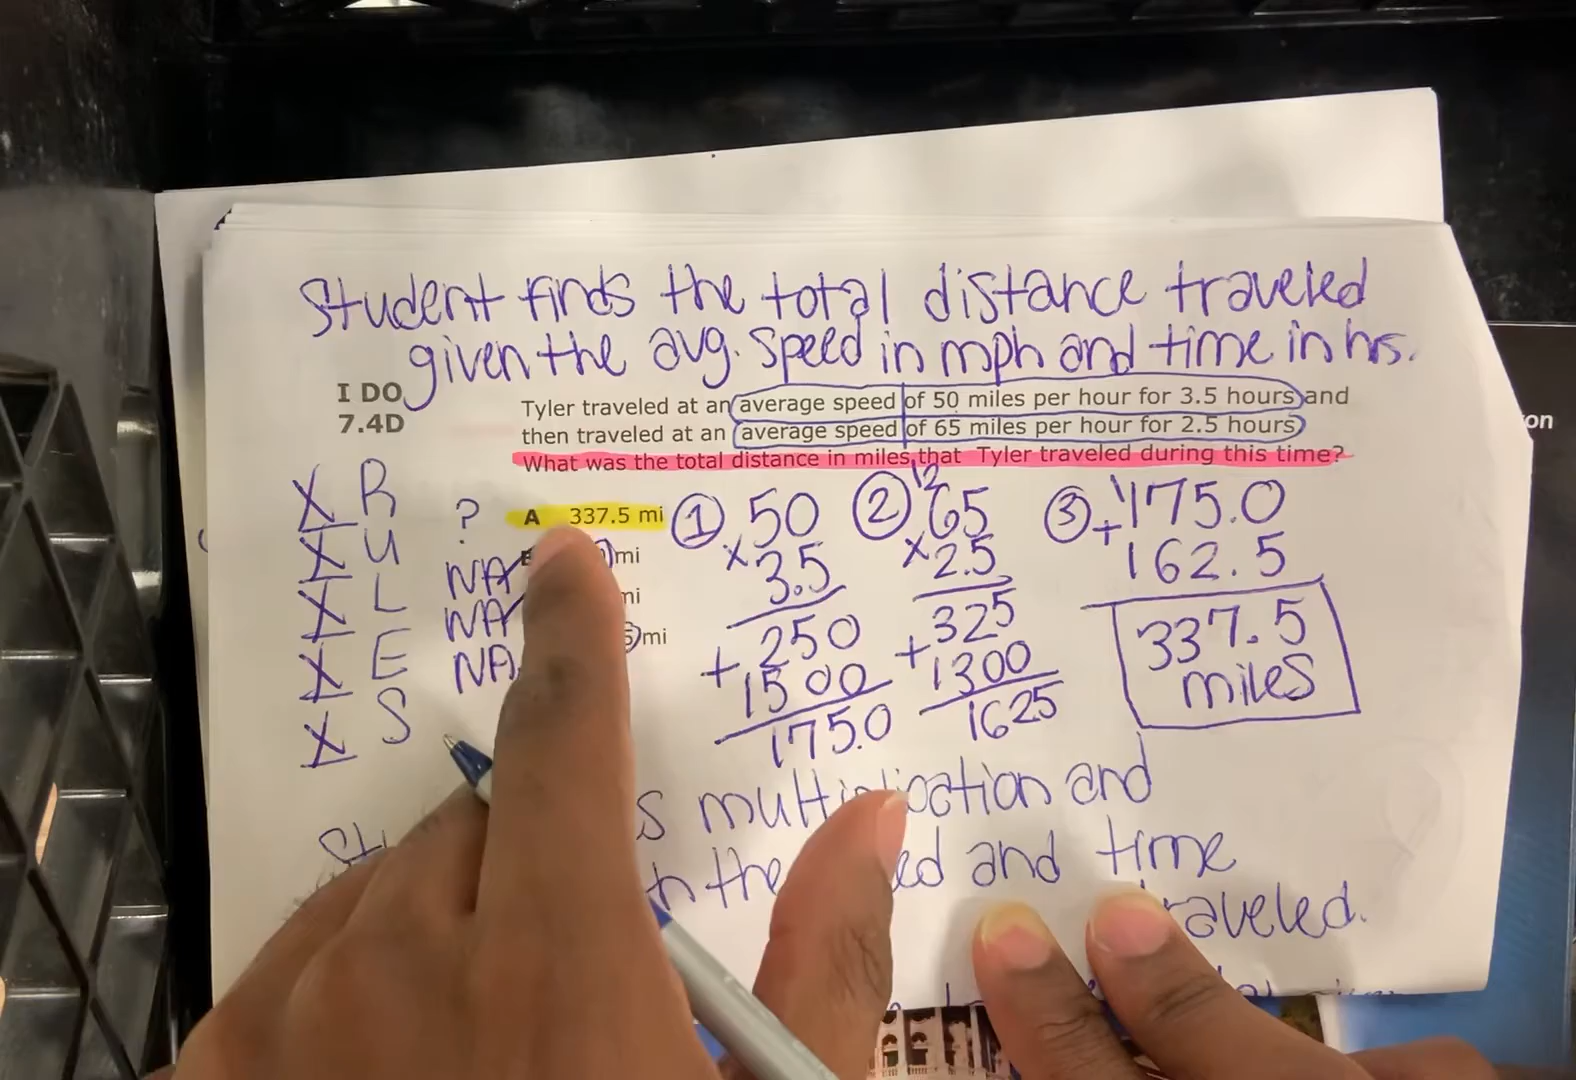 Student finds the total distance traveled
given the avg. speed in mph and time in hrs.
I DO
7.4D
Tyler traveled at an average speed of 50 miles per hour for 3.5 hours and
then traveled at an average speed of 65 miles per hour for 2.5 hours
What was the total distance in miles that Tyler traveled during this time?
X R
X U
X L
X E
X S
? A 337.5 mi
NA mi
NA mi
NA mi
① 50
x 3.5
250
+ 1500
175.0
② 12
65
x 2.5
325
+ 1300
1625
③ 1
175.0
+ 162.5
337.5
miles
multiplication and
the and time
traveled.
on